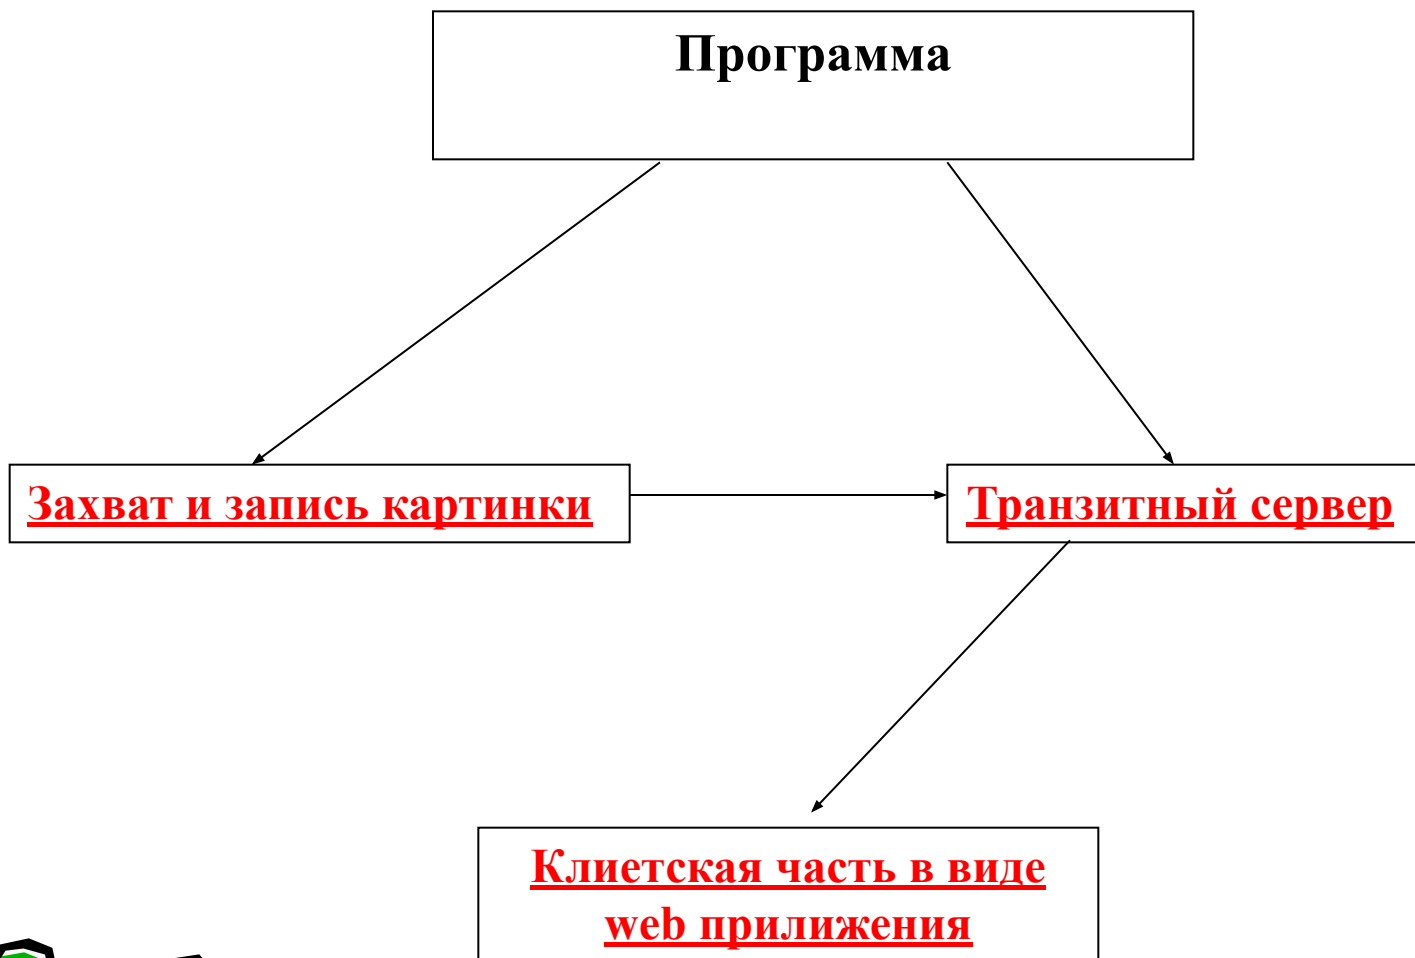 Программа
Захват и запись картинки
Транзитный сервер
Клиетская часть в виде
web прилижения